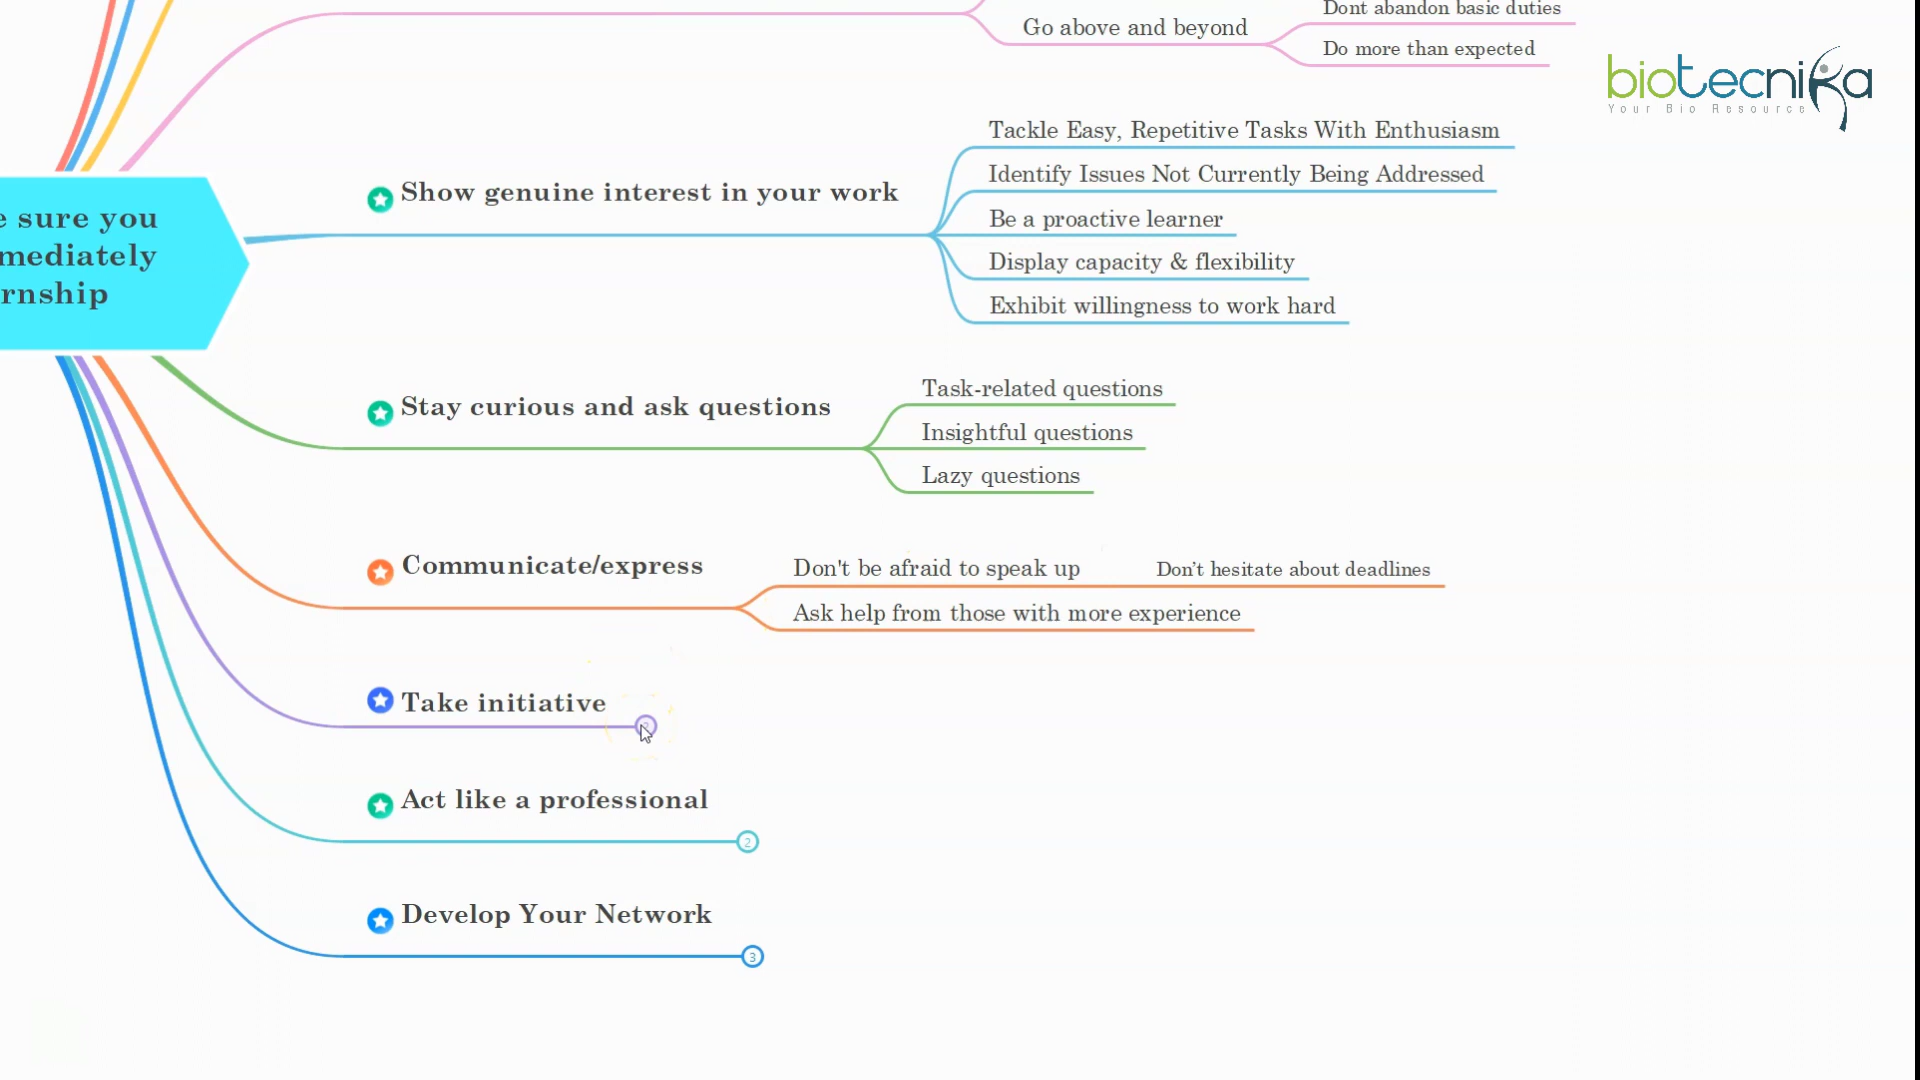 Dont abandon basic duties
Go above and beyond
Do more than expected
biotecnika
Your Bio Resource
Tackle Easy, Repetitive Tasks With Enthusiasm
Identify Issues Not Currently Being Addressed
Show genuine interest in your work
Be a proactive learner
Display capacity & flexibility
Exhibit willingness to work hard
e sure you
mediately
rnship
Task-related questions
Stay curious and ask questions
Insightful questions
Lazy questions
Communicate/express
Don't be afraid to speak up
Don’t hesitate about deadlines
Ask help from those with more experience
Take initiative
Act like a professional
2
Develop Your Network
3